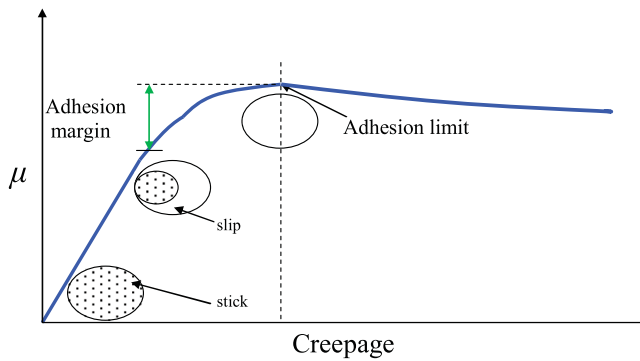 Adhesion
margin
Adhesion limit
μ
slip
stick
Creepage